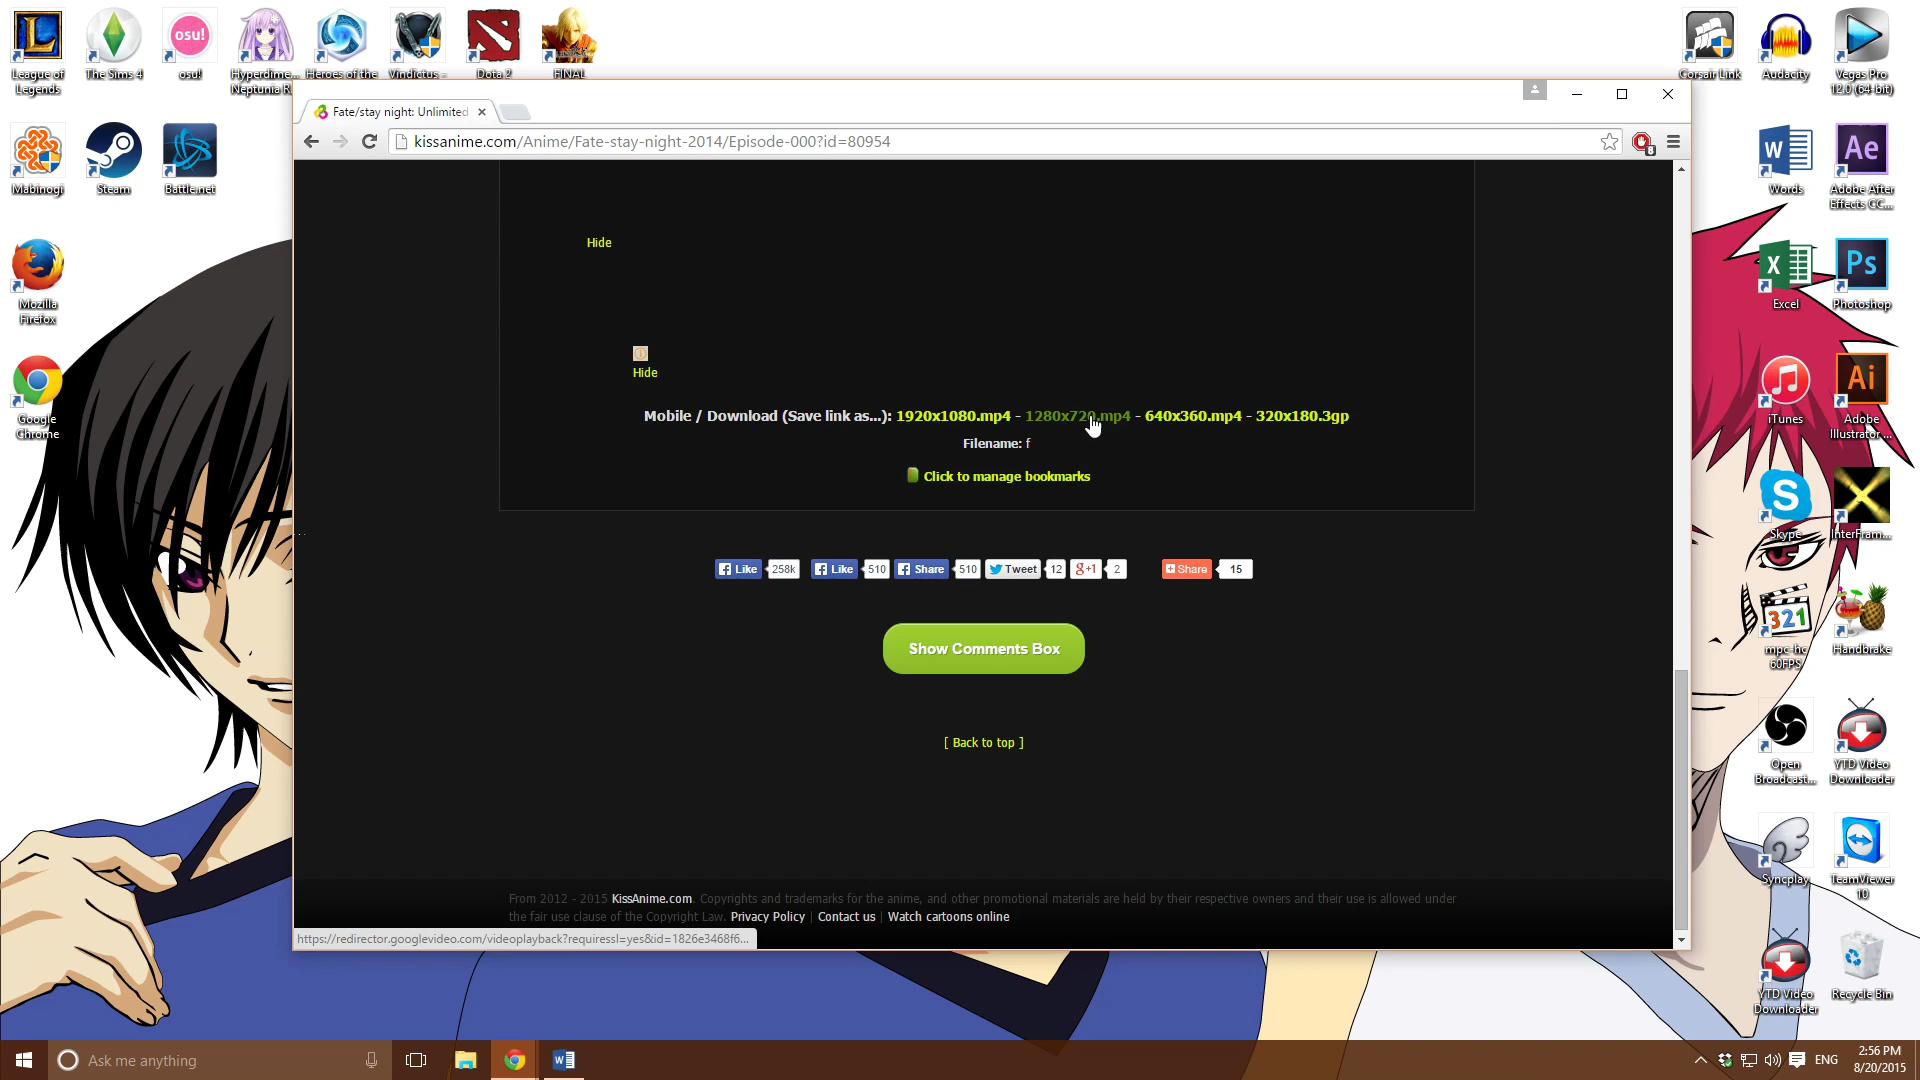 League of Legends
The Sims 4
osu!
osu!
Hyperdime... Neptunia R...
Heroes of the
Vindictus -
Dota 2
FINAL
Corsair Link
Audacity
Vegas Pro 12.0 (64-bit)
Fate/stay night: Unlimited
kissanime.com/Anime/Fate-stay-night-2014/Episode-000?id=80954
8
Mabinogi
Steam
Battle.net
Words
Ae
Adobe After Effects CC...
Hide
Mozilla Firefox
Excel
Ps
Photoshop
Hide
Google Chrome
iTunes
Ai
Adobe Illustrator ...
Mobile / Download (Save link as...): 1920x1080.mp4 - 1280x720.mp4 - 640x360.mp4 - 320x180.3gp
Filename: f
Click to manage bookmarks
Skype
InterFram...
Like 258k Like 510 Share 510 Tweet 12 g+1 2 Share 15
321
mpc-hc 60FPS
Handbrake
Show Comments Box
[ Back to top ]
Open Broadcast...
YTD Video Downloader
Syncplay
TeamViewer 10
From 2012 - 2015 KissAnime.com. Copyrights and trademarks for the anime, and other promotional materials are held by their respective owners and their use is allowed under
the fair use clause of the Copyright Law. Privacy Policy | Contact us | Watch cartoons online
https://redirector.googlevideo.com/videoplayback?requiressl=yes&id=1826e3468f6...
YTD Video Downloader
Recycle Bin
Ask me anything
ENG
2:56 PM
8/20/2015